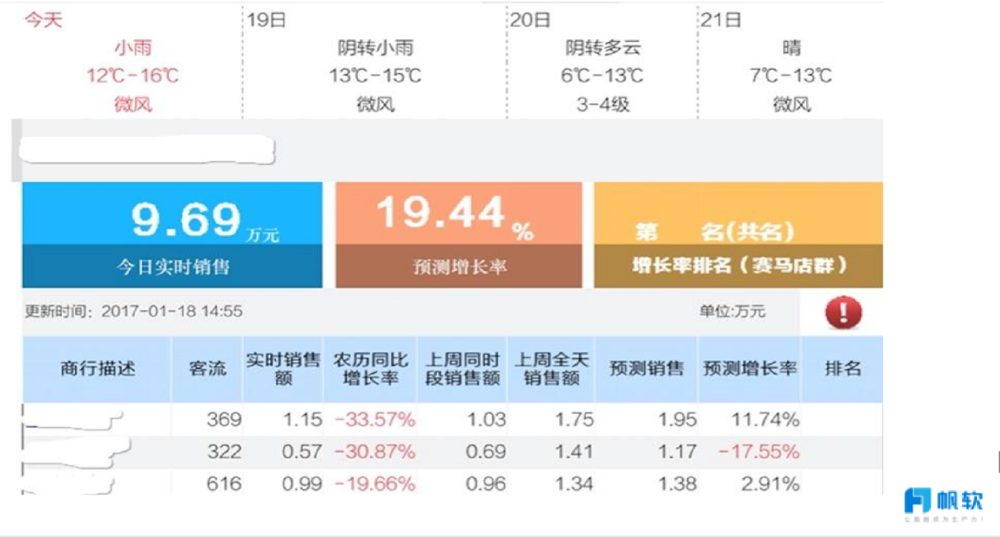 今天 19日 20日 21日
小雨 阴转小雨 阴转多云 晴
12℃-16℃ 13℃-15℃ 6℃-13℃ 7℃-13℃
微风 微风 3-4级 微风
9.69万元 19.44% 第 名(共名)
今日实时销售 预测增长率 增长率排名（赛马店群）
更新时间：2017-01-18 14:55 单位:万元
商行描述 客流 实时销售额 农历同比增长率 上周同时段销售额 上周全天销售额 预测销售 预测增长率 排名
369 1.15 -33.57% 1.03 1.75 1.95 11.74%
322 0.57 -30.87% 0.69 1.41 1.17 -17.55%
616 0.99 -19.66% 0.96 1.34 1.38 2.91%
帆软